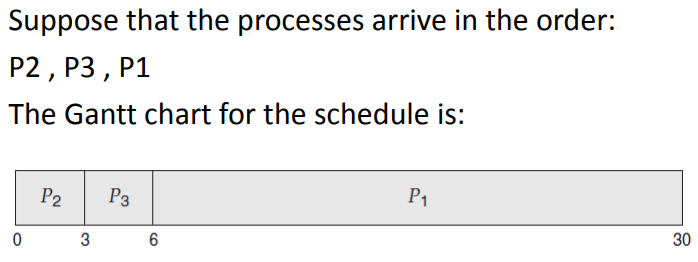 Suppose that the processes arrive in the order:
P2 , P3 , P1
The Gantt chart for the schedule is:
P2 P3 P1
0 3 6 30